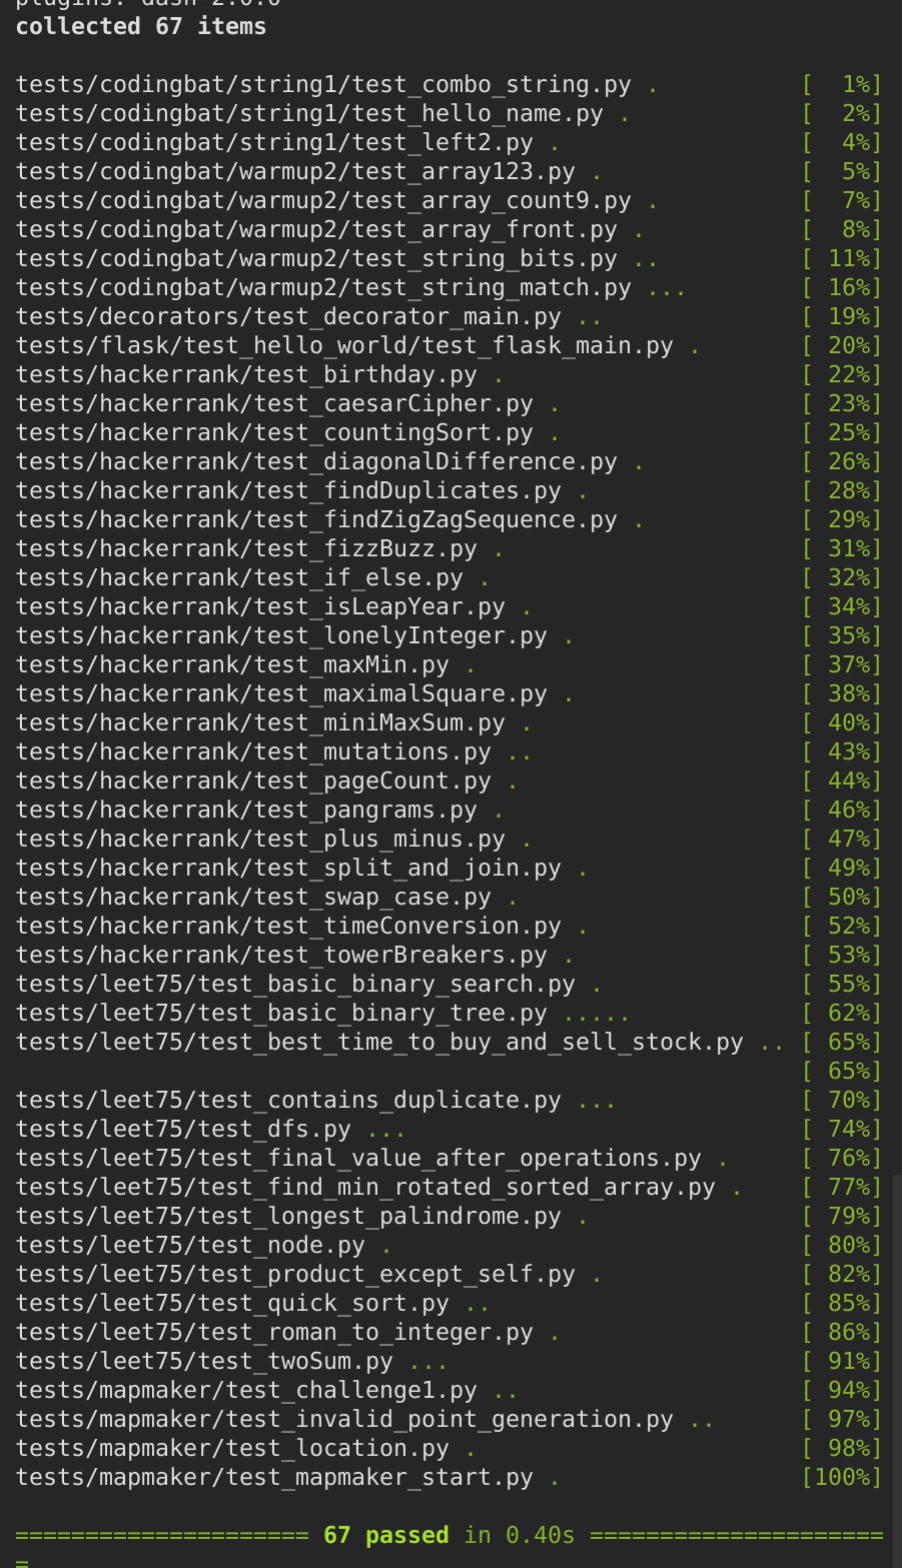 plugins: dash-2.0.0
collected 67 items
tests/codingbat/string1/test_combo_string.py . [  1%]
tests/codingbat/string1/test_hello_name.py . [  2%]
tests/codingbat/string1/test_left2.py . [  4%]
tests/codingbat/warmup2/test_array123.py . [  5%]
tests/codingbat/warmup2/test_array_count9.py . [  7%]
tests/codingbat/warmup2/test_array_front.py . [  8%]
tests/codingbat/warmup2/test_string_bits.py .. [ 11%]
tests/codingbat/warmup2/test_string_match.py ... [ 16%]
tests/decorators/test_decorator_main.py .. [ 19%]
tests/flask/test_hello_world/test_flask_main.py . [ 20%]
tests/hackerrank/test_birthday.py . [ 22%]
tests/hackerrank/test_caesarCipher.py . [ 23%]
tests/hackerrank/test_countingSort.py . [ 25%]
tests/hackerrank/test_diagonalDifference.py . [ 26%]
tests/hackerrank/test_findDuplicates.py . [ 28%]
tests/hackerrank/test_findZigZagSequence.py . [ 29%]
tests/hackerrank/test_fizzBuzz.py . [ 31%]
tests/hackerrank/test_if_else.py . [ 32%]
tests/hackerrank/test_isLeapYear.py . [ 34%]
tests/hackerrank/test_lonelyInteger.py . [ 35%]
tests/hackerrank/test_maxMin.py . [ 37%]
tests/hackerrank/test_maximalSquare.py . [ 38%]
tests/hackerrank/test_miniMaxSum.py . [ 40%]
tests/hackerrank/test_mutations.py .. [ 43%]
tests/hackerrank/test_pageCount.py . [ 44%]
tests/hackerrank/test_pangrams.py . [ 46%]
tests/hackerrank/test_plus_minus.py . [ 47%]
tests/hackerrank/test_split_and_join.py . [ 49%]
tests/hackerrank/test_swap_case.py . [ 50%]
tests/hackerrank/test_timeConversion.py . [ 52%]
tests/hackerrank/test_towerBreakers.py . [ 53%]
tests/leet75/test_basic_binary_search.py . [ 55%]
tests/leet75/test_basic_binary_tree.py ..... [ 62%]
tests/leet75/test_best_time_to_buy_and_sell_stock.py .. [ 65%]
[ 65%]
tests/leet75/test_contains_duplicate.py ... [ 70%]
tests/leet75/test_dfs.py ... [ 74%]
tests/leet75/test_final_value_after_operations.py . [ 76%]
tests/leet75/test_find_min_rotated_sorted_array.py . [ 77%]
tests/leet75/test_longest_palindrome.py . [ 79%]
tests/leet75/test_node.py . [ 80%]
tests/leet75/test_product_except_self.py . [ 82%]
tests/leet75/test_quick_sort.py .. [ 85%]
tests/leet75/test_roman_to_integer.py . [ 86%]
tests/leet75/test_twoSum.py ... [ 91%]
tests/mapmaker/test_challenge1.py .. [ 94%]
tests/mapmaker/test_invalid_point_generation.py .. [ 97%]
tests/mapmaker/test_location.py . [ 98%]
tests/mapmaker/test_mapmaker_start.py . [100%]
===================== 67 passed in 0.40s =====================
=